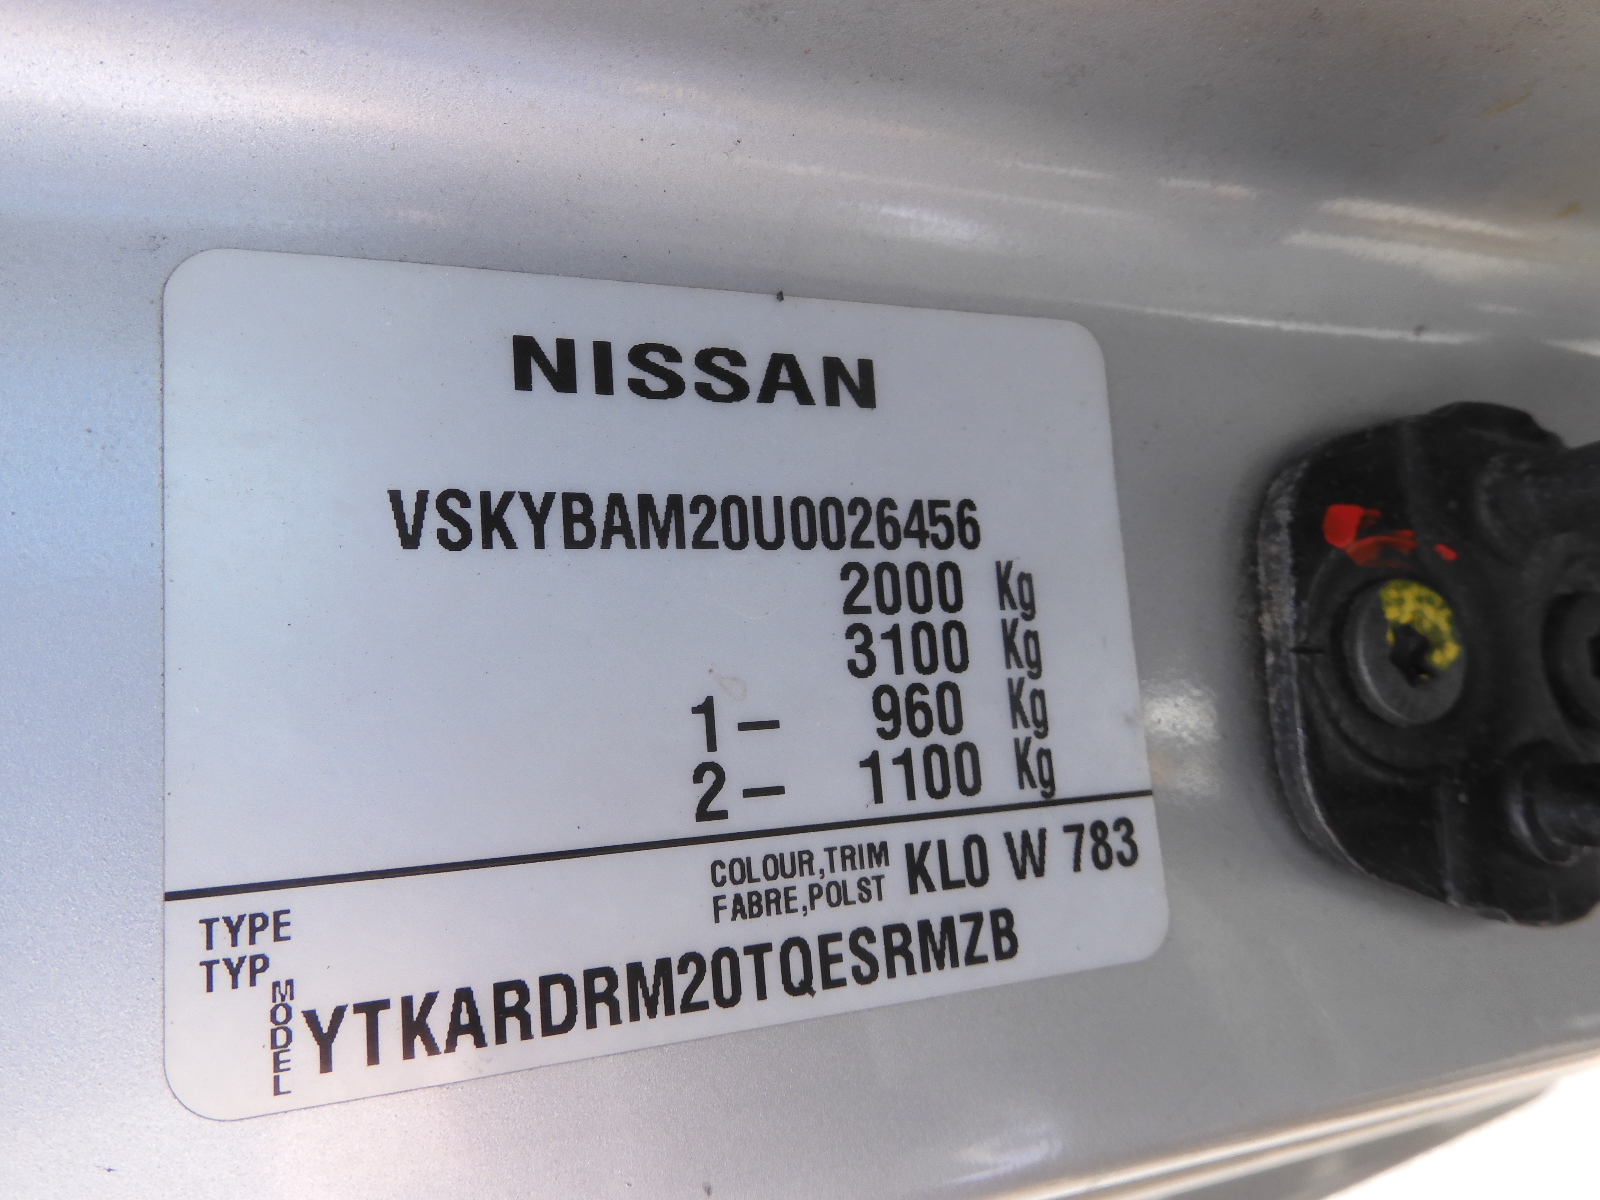 NISSAN
VSKYBAM20U0026456
2000 Kg
3100 Kg
1– 960 Kg
2– 1100 Kg
COLOUR,TRIM KL0 W 783
FABRE,POLST
TYPE
TYP
MODEL YTKARDRM20TQESRMZB